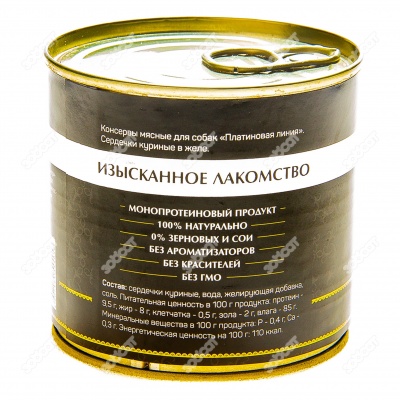 Консервы мясные для собак «Платиновая линия».
Сердечки куриные в желе.
ИЗЫСКАННОЕ ЛАКОМСТВО
МОНОПРОТЕИНОВЫЙ ПРОДУКТ
100% НАТУРАЛЬНО
0% ЗЕРНОВЫХ И СОИ
БЕЗ АРОМАТИЗАТОРОВ
БЕЗ КРАСИТЕЛЕЙ
БЕЗ ГМО
Состав: сердечки куриные, вода, желирующая добавка,
соль. Питательная ценность в 100 г продукта: протеин -
9,5 г, жир - 8 г, клетчатка - 0,5 г, зола - 2 г, влага - 85 г.
Минеральные вещества в 100 г продукта: P - 0,4 г, Ca -
0,3 г. Энергетическая ценность на 100 г: 110 ккал.